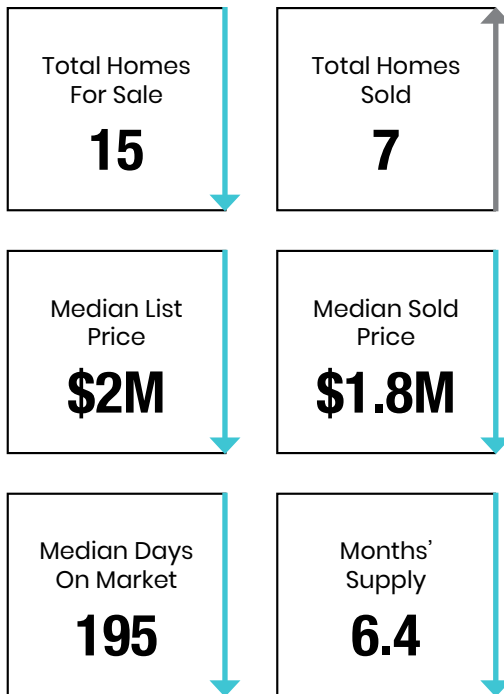 Total Homes
For Sale
15
Total Homes
Sold
7
Median List
Price
$2M
Median Sold
Price
$1.8M
Median Days
On Market
195
Months’
Supply
6.4